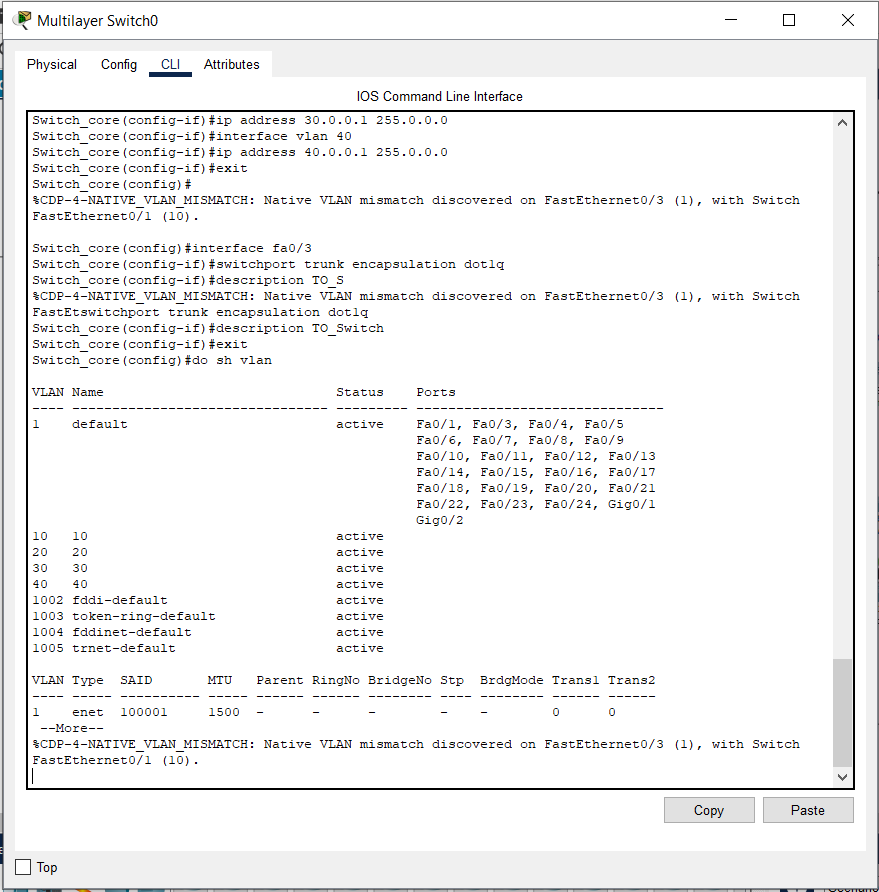 Multilayer Switch0
Physical Config CLI Attributes
IOS Command Line Interface
Switch_core(config-if)#ip address 30.0.0.1 255.0.0.0
Switch_core(config-if)#interface vlan 40
Switch_core(config-if)#ip address 40.0.0.1 255.0.0.0
Switch_core(config-if)#exit
Switch_core(config)#
%CDP-4-NATIVE_VLAN_MISMATCH: Native VLAN mismatch discovered on FastEthernet0/3 (1), with Switch
FastEthernet0/1 (10).
Switch_core(config)#interface fa0/3
Switch_core(config-if)#switchport trunk encapsulation dot1q
Switch_core(config-if)#description TO_S
%CDP-4-NATIVE_VLAN_MISMATCH: Native VLAN mismatch discovered on FastEthernet0/3 (1), with Switch
FastEtswitchport trunk encapsulation dot1q
Switch_core(config-if)#description TO_Switch
Switch_core(config-if)#exit
Switch_core(config)#do sh vlan
VLAN Name Status Ports
---- -------------------------------- --------- -------------------------------
1 default active Fa0/1, Fa0/3, Fa0/4, Fa0/5
Fa0/6, Fa0/7, Fa0/8, Fa0/9
Fa0/10, Fa0/11, Fa0/12, Fa0/13
Fa0/14, Fa0/15, Fa0/16, Fa0/17
Fa0/18, Fa0/19, Fa0/20, Fa0/21
Fa0/22, Fa0/23, Fa0/24, Gig0/1
Gig0/2
10 10 active
20 20 active
30 30 active
40 40 active
1002 fddi-default active
1003 token-ring-default active
1004 fddinet-default active
1005 trnet-default active
VLAN Type SAID MTU Parent RingNo BridgeNo Stp BrdgMode Trans1 Trans2
---- ----- ---------- ----- ------ ------ -------- ---- -------- ------ ------
1 enet 100001 1500 - - - - - 0 0
--More--
%CDP-4-NATIVE_VLAN_MISMATCH: Native VLAN mismatch discovered on FastEthernet0/3 (1), with Switch
FastEthernet0/1 (10).
Copy Paste
Top